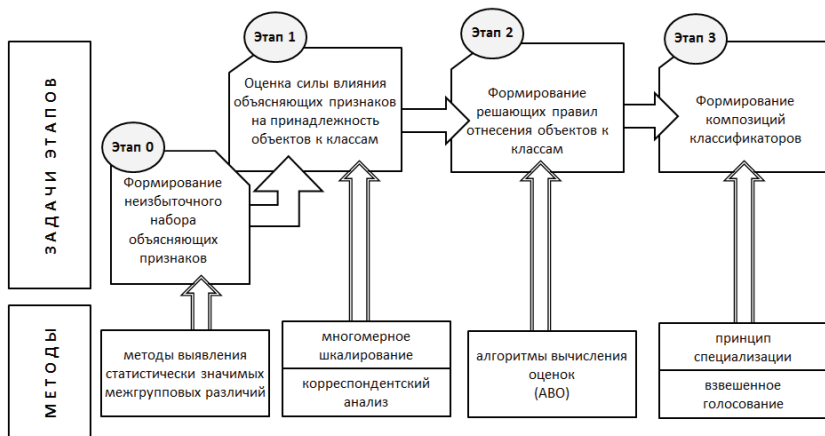 ЗАДАЧИ ЭТАПОВ
Этап 0
Формирование
неизбыточного
набора
объясняющих
признаков
Этап 1
Оценка силы влияния
объясняющих признаков
на принадлежность
объектов к классам
Этап 2
Формирование
решающих правил
отнесения объектов к
классам
Этап 3
Формирование
композиций
классификаторов
МЕТОДЫ
методы выявления
статистически значимых
межгрупповых различий
многомерное
шкалирование
корреспондентский
анализ
алгоритмы вычисления
оценок
(АВО)
принцип
специализации
взвешенное
голосование